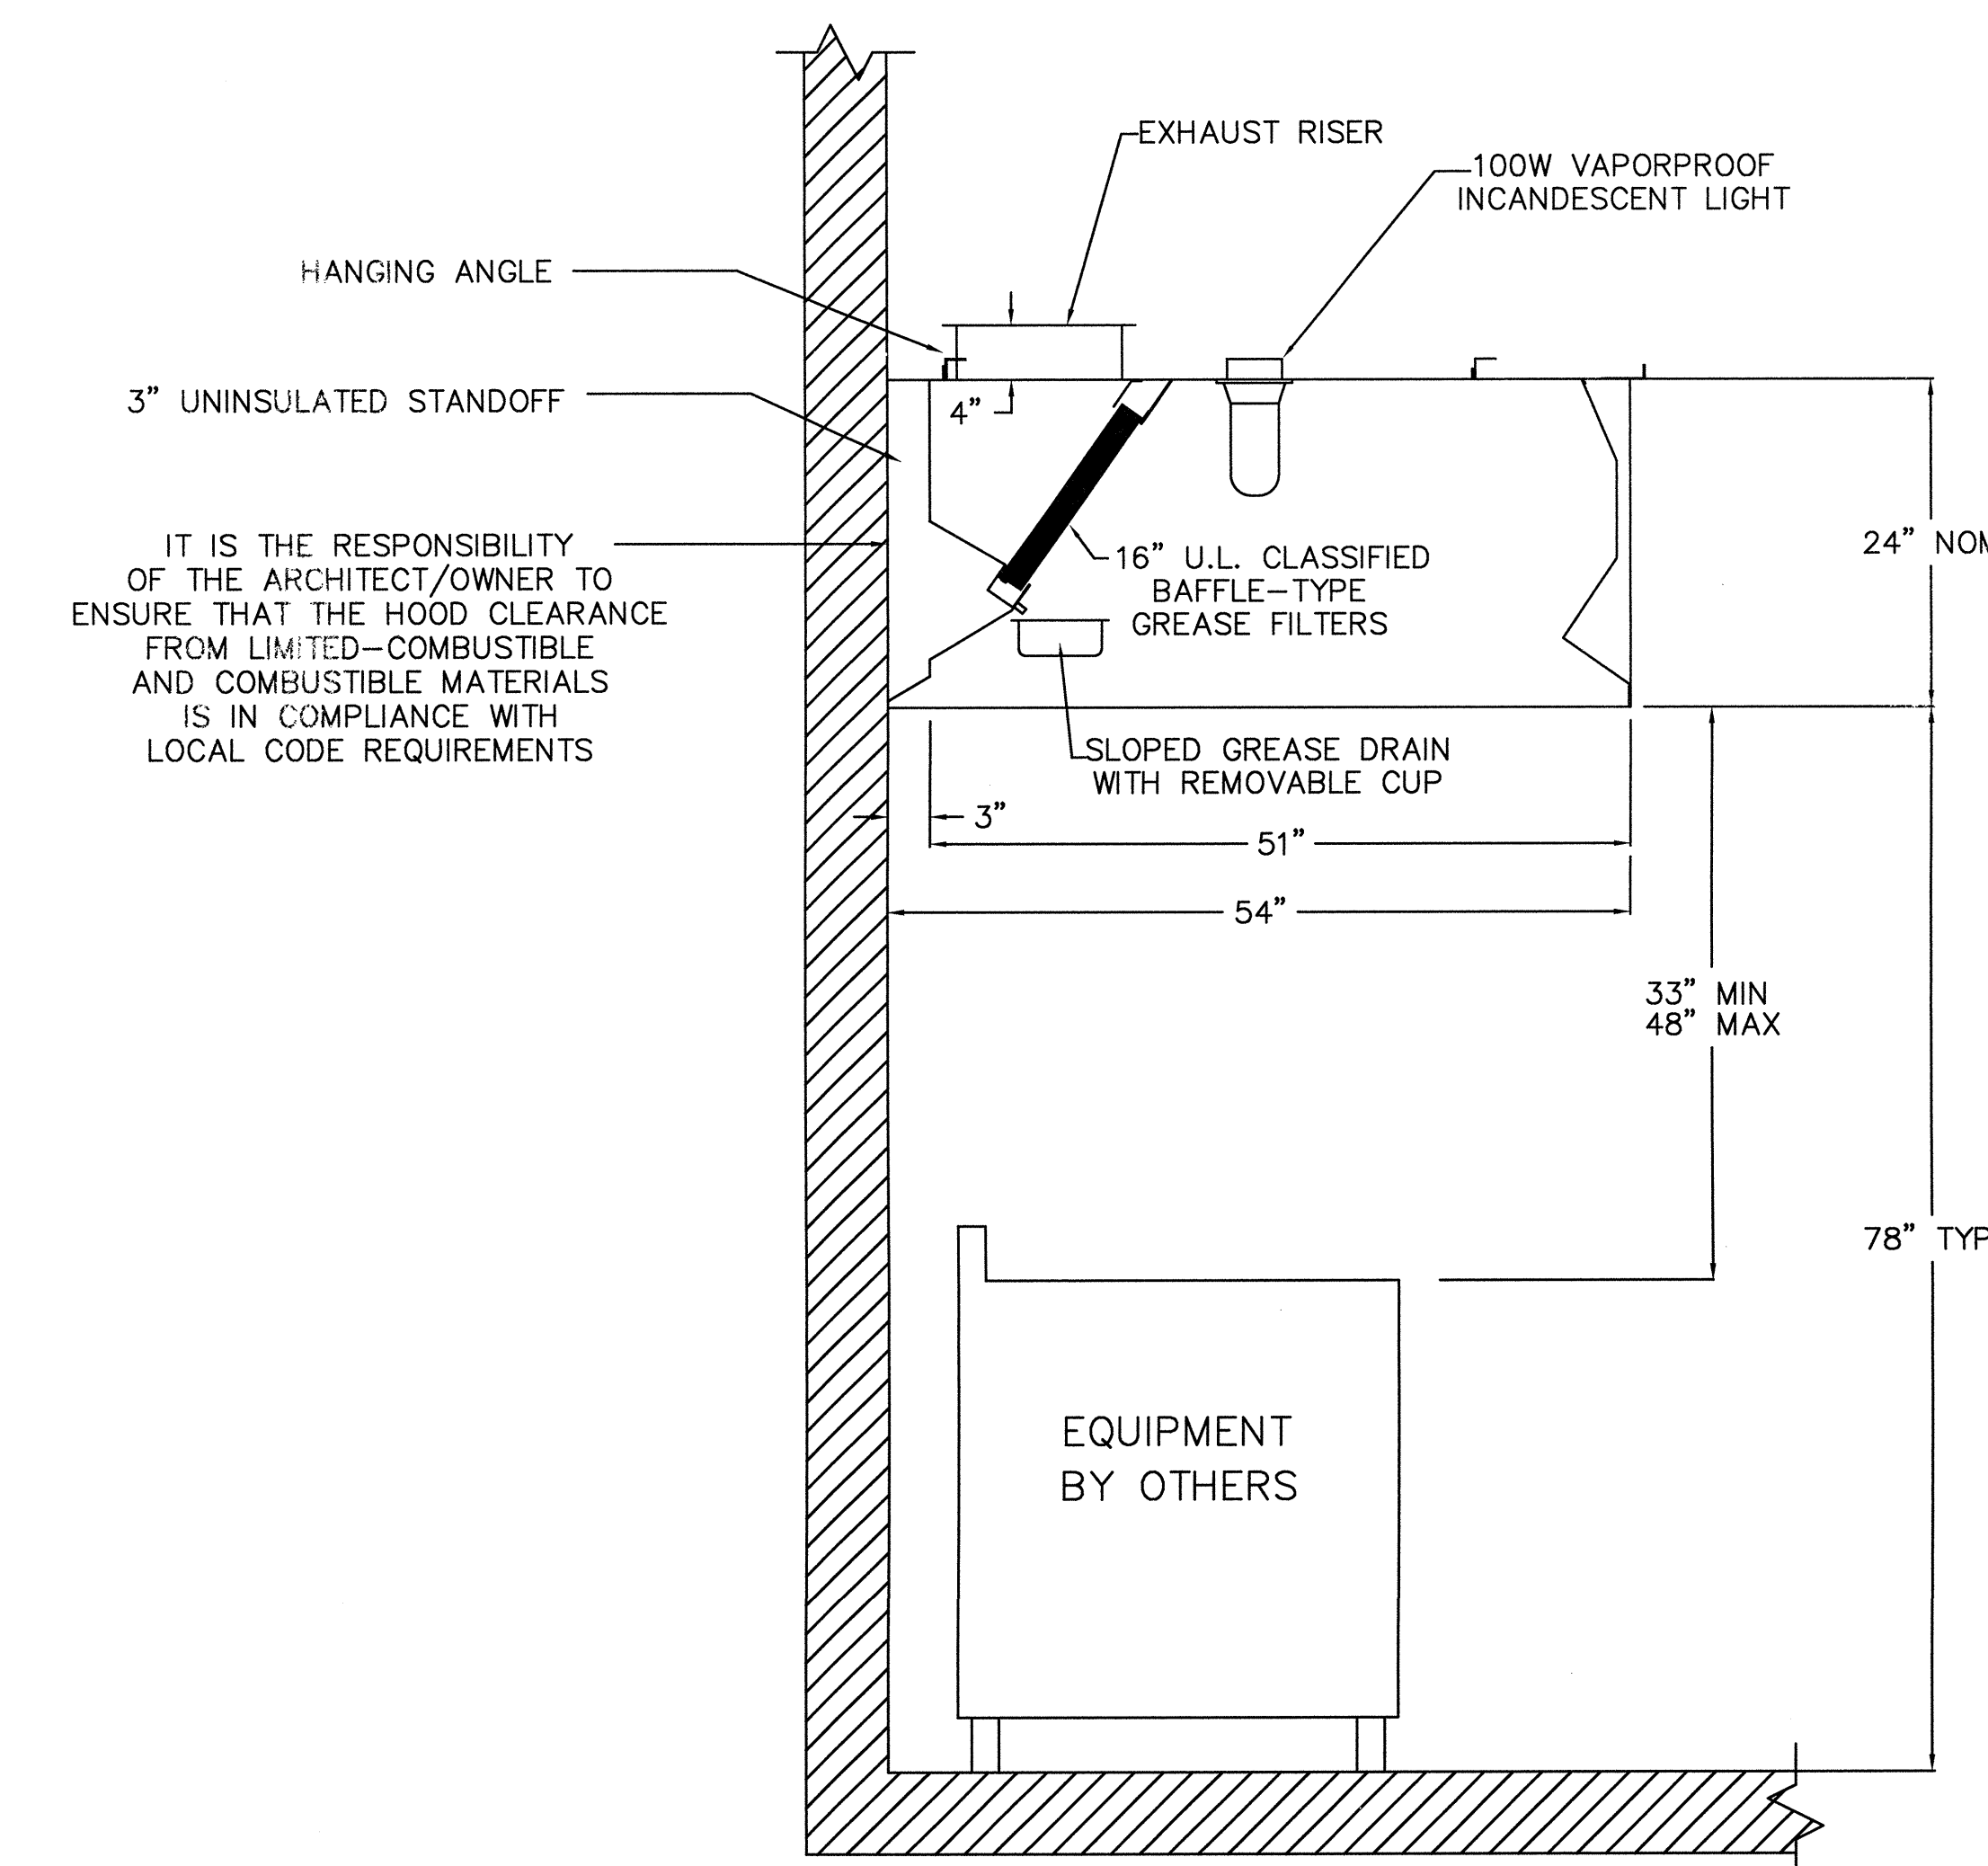 EXHAUST RISER
100W VAPORPROOF
INCANDESCENT LIGHT
HANGING ANGLE
3” UNINSULATED STANDOFF
4”
IT IS THE RESPONSIBILITY
OF THE ARCHITECT/OWNER TO
ENSURE THAT THE HOOD CLEARANCE
FROM LIMITED-COMBUSTIBLE
AND COMBUSTIBLE MATERIALS
IS IN COMPLIANCE WITH
LOCAL CODE REQUIREMENTS
16” U.L. CLASSIFIED
BAFFLE-TYPE
GREASE FILTERS
24” NOM
SLOPED GREASE DRAIN
WITH REMOVABLE CUP
3”
51”
54”
33” MIN
48” MAX
78” TYP
EQUIPMENT
BY OTHERS